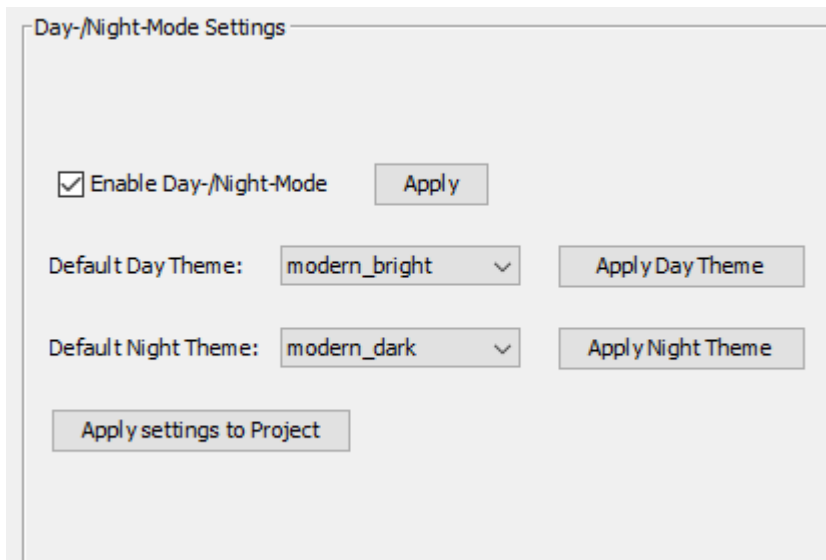 Day-/Night-Mode Settings
Enable Day-/Night-Mode Apply
Default Day Theme: modern_bright Apply Day Theme
Default Night Theme: modern_dark Apply Night Theme
Apply settings to Project